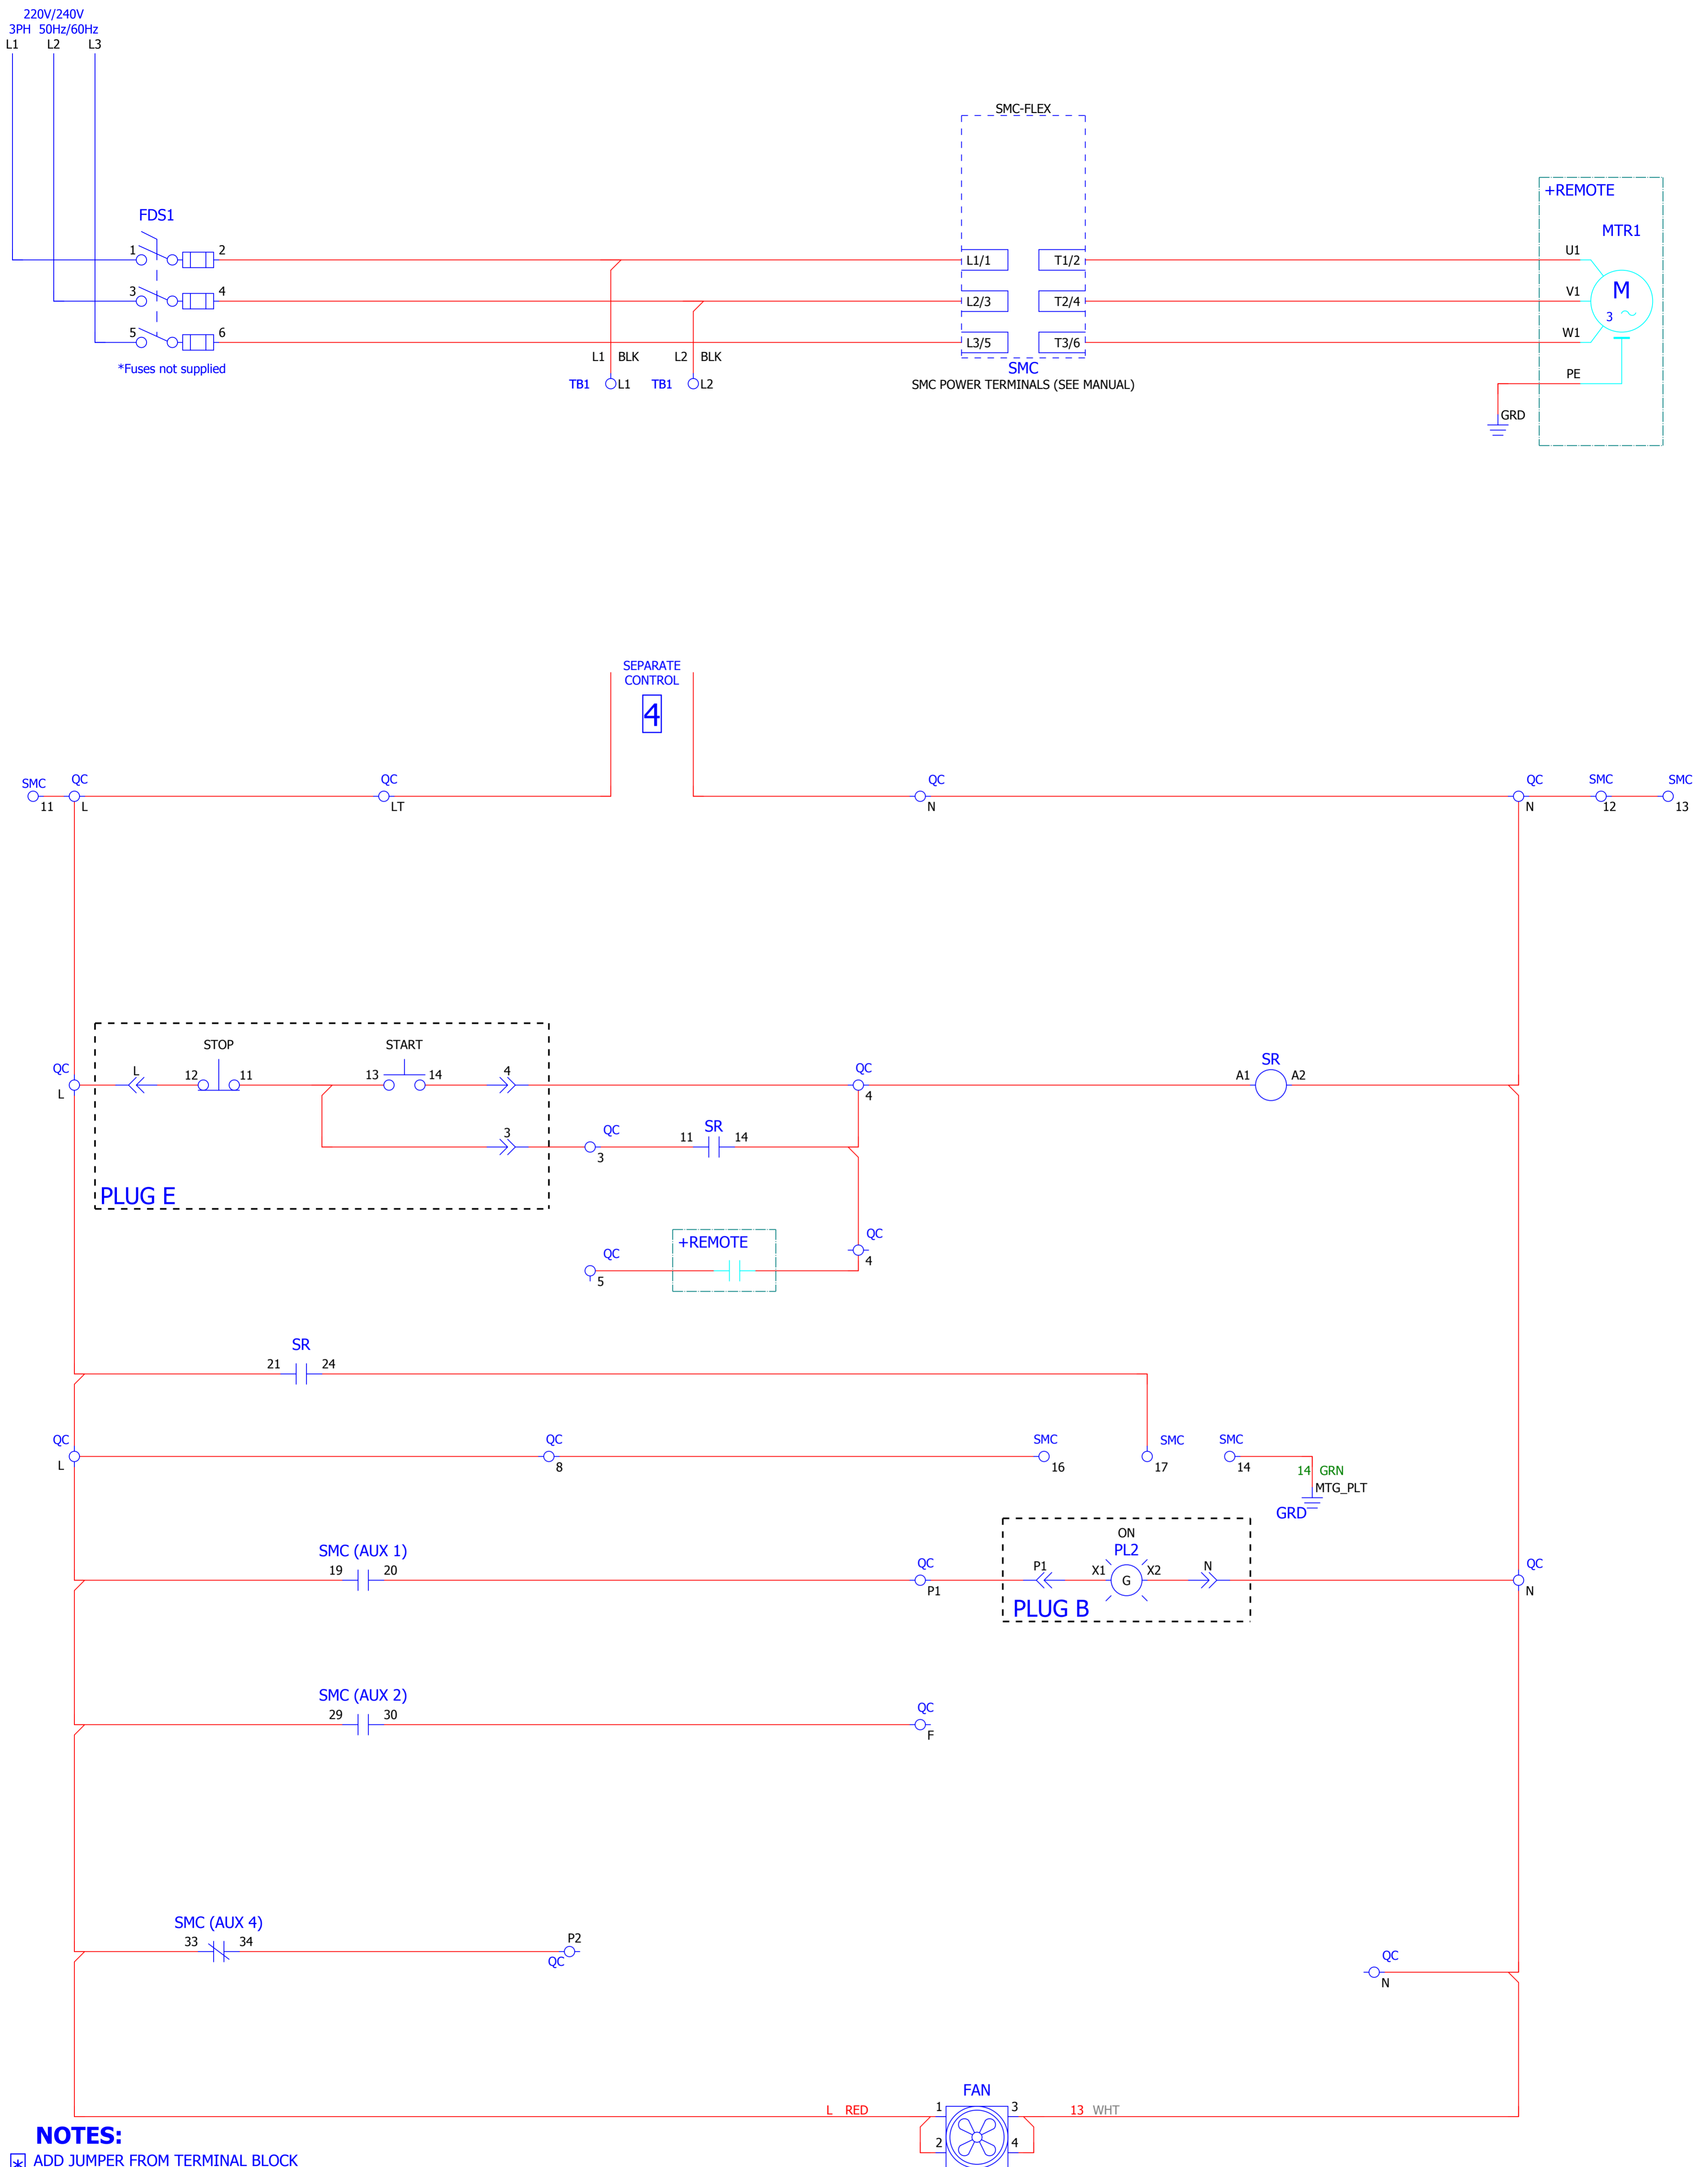 220V/240V
3PH 50Hz/60Hz
L1 L2 L3
SMC-FLEX
+REMOTE
FDS1
MTR1
1 2 L1/1 T1/2 U1
3 4 L2/3 T2/4 V1 M
3
5 6 L3/5 T3/6 W1
L1 BLK L2 BLK
*Fuses not supplied
SMC
PE
TB1 L1 TB1 L2
SMC POWER TERMINALS (SEE MANUAL)
GRD
SEPARATE
CONTROL
4
SMC QC QC QC QC SMC SMC
11 L LT N N 12 13
STOP START
QC L 12 11 13 14 4 QC SR
L 4 A1 A2
3 QC 11 SR 14
3
PLUG E
+REMOTE
QC QC
5 4
SR
21 24
QC QC SMC SMC SMC
L 8 16 17 14
14 GRN
MTG_PLT
GRD
ON
SMC (AUX 1) PL2
19 20 QC P1 X1 G X2 N QC
P1 N
PLUG B
SMC (AUX 2)
29 30 QC
F
SMC (AUX 4)
33 34 P2
QC
QC
N
FAN
L RED 1 3 13 WHT
2 4
NOTES:
* ADD JUMPER FROM TERMINAL BLOCK